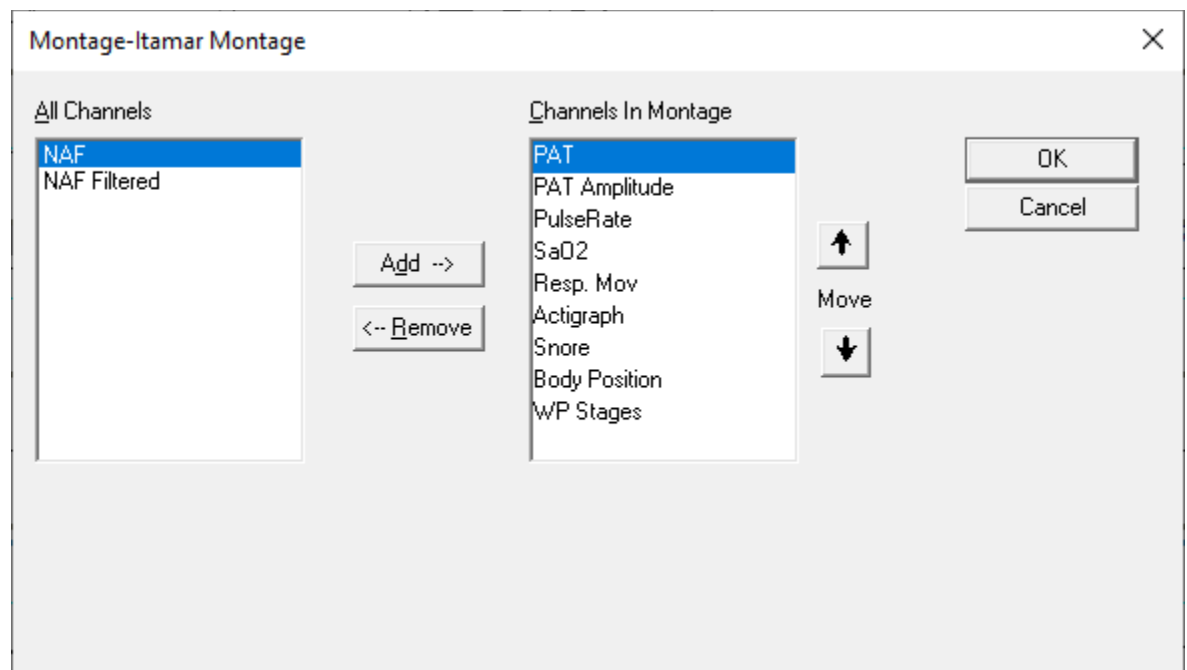 Montage-Itamar Montage
All Channels
NAF
NAF Filtered
Add -->
<-- Remove
Channels In Montage
PAT
PAT Amplitude
PulseRate
SaO2
Resp. Mov
Actigraph
Snore
Body Position
WP Stages
Move
OK
Cancel